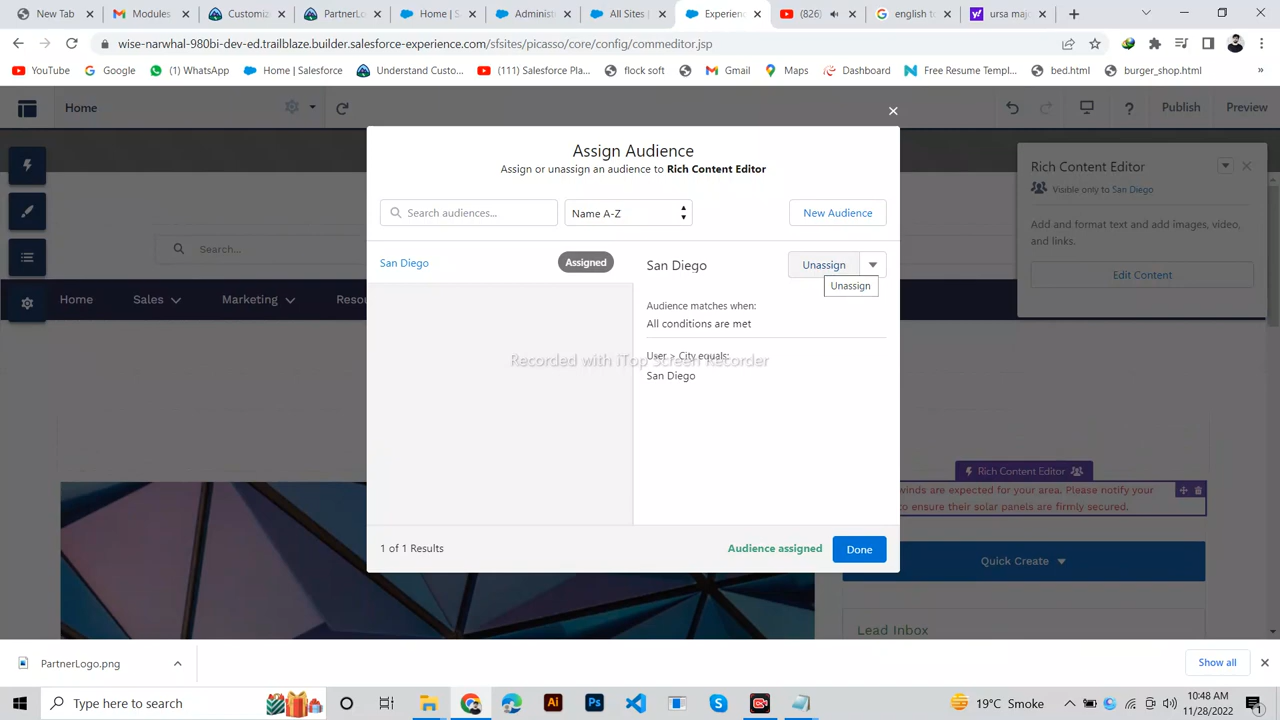 New Tab
Modules
Customiz
PartnerLo
Home | S
Administ
All Sites |
Experien
(826)
english to
ursa majo
wise-narwhal-980bi-dev-ed.trailblaze.builder.salesforce-experience.com/sfsites/picasso/core/config/commeditor.jsp
YouTube
Google
(1) WhatsApp
Home | Salesforce
Understand Custo...
(111) Salesforce Pla...
flock soft
Gmail
Maps
Dashboard
Free Resume Templ...
bed.html
burger_shop.html
»
Home
?
Publish
Preview
Assign Audience
Assign or unassign an audience to Rich Content Editor
Search audiences...
Name A-Z
New Audience
San Diego
Assigned
San Diego
Unassign
Unassign
Audience matches when:
All conditions are met
User > City equals:
San Diego
Recorded with iTop Screen Recorder
1 of 1 Results
Audience assigned
Done
Rich Content Editor
Visible only to San Diego
Add and format text and add images, video,
and links.
Edit Content
Search...
Home
Sales
Marketing
Resou
Rich Content Editor
winds are expected for your area. Please notify your
to ensure their solar panels are firmly secured.
Quick Create
Lead Inbox
PartnerLogo.png
Show all
Type here to search
Ai
Ps
19°C Smoke
10:48 AM
11/28/2022
1